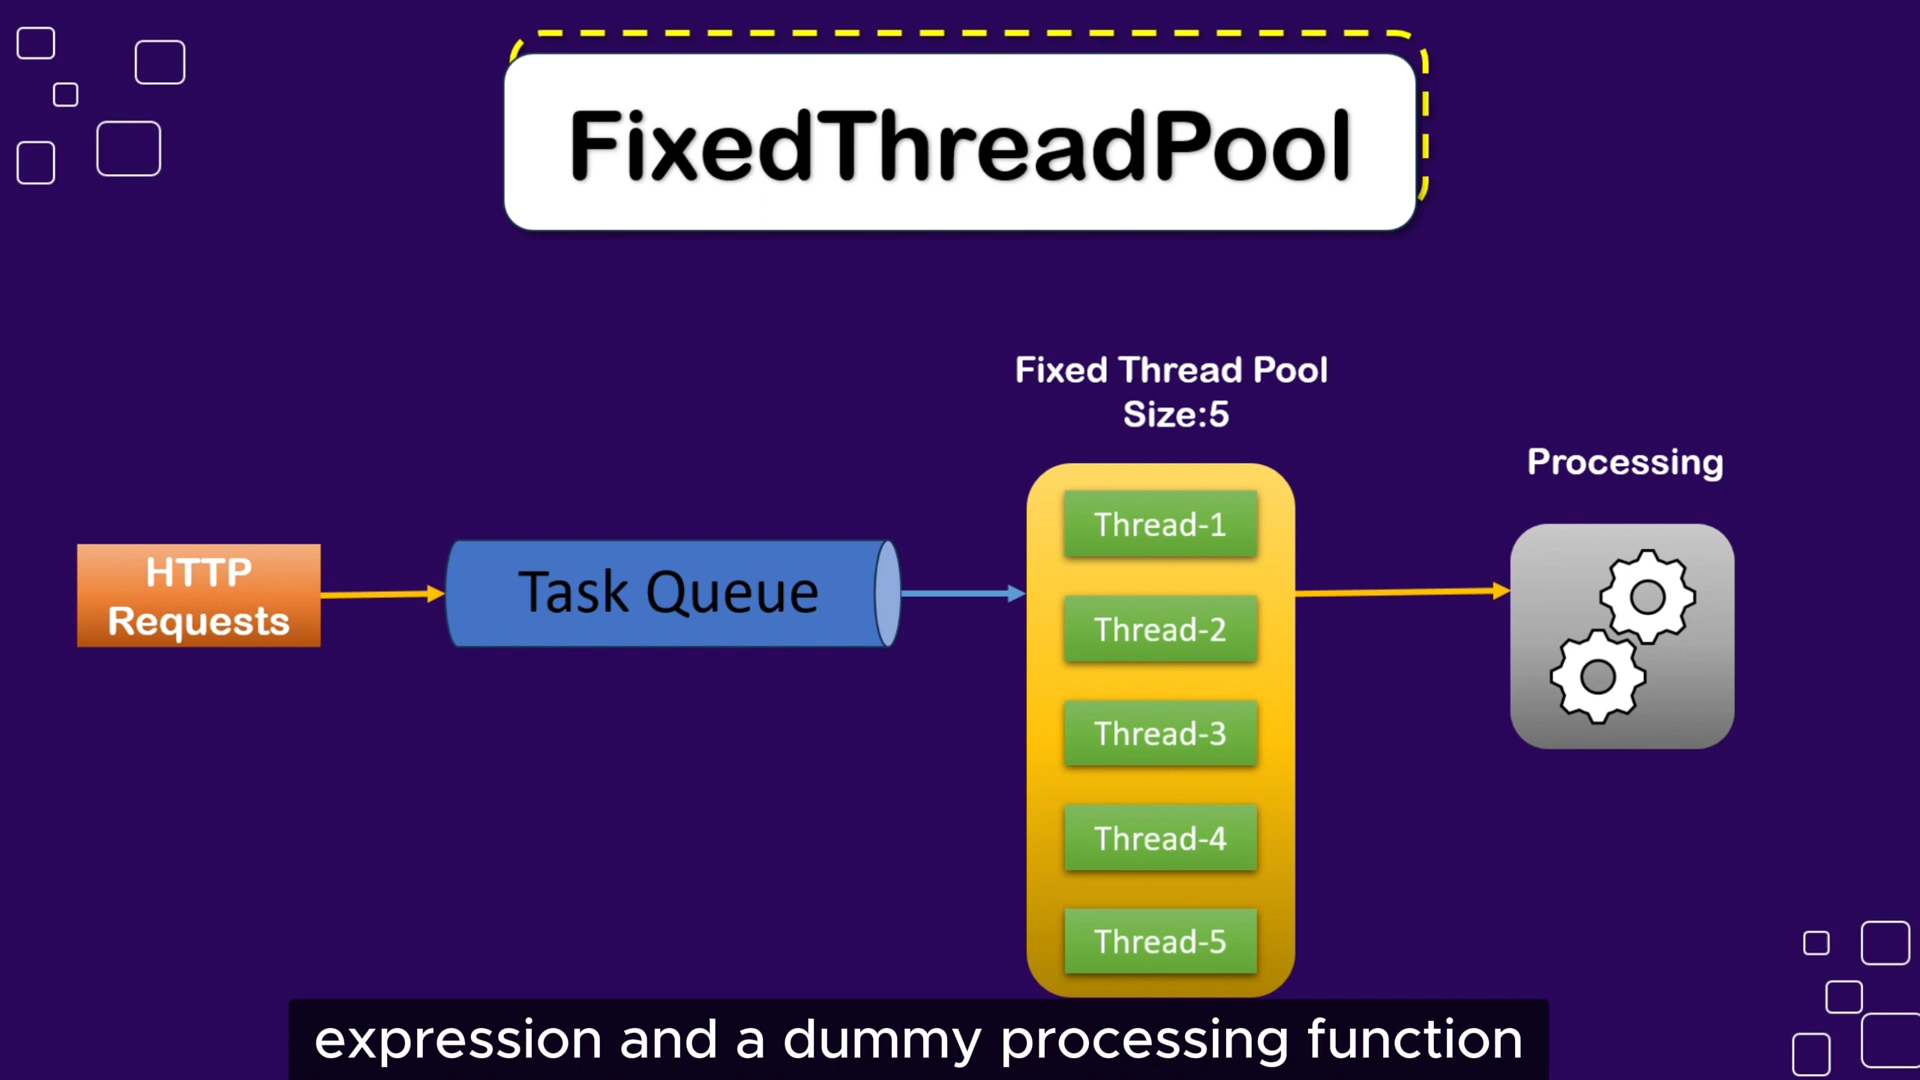 FixedThreadPool
Fixed Thread Pool
Size:5
Processing
HTTP
Requests
Task Queue
Thread-1
Thread-2
Thread-3
Thread-4
Thread-5
expression and a dummy processing function